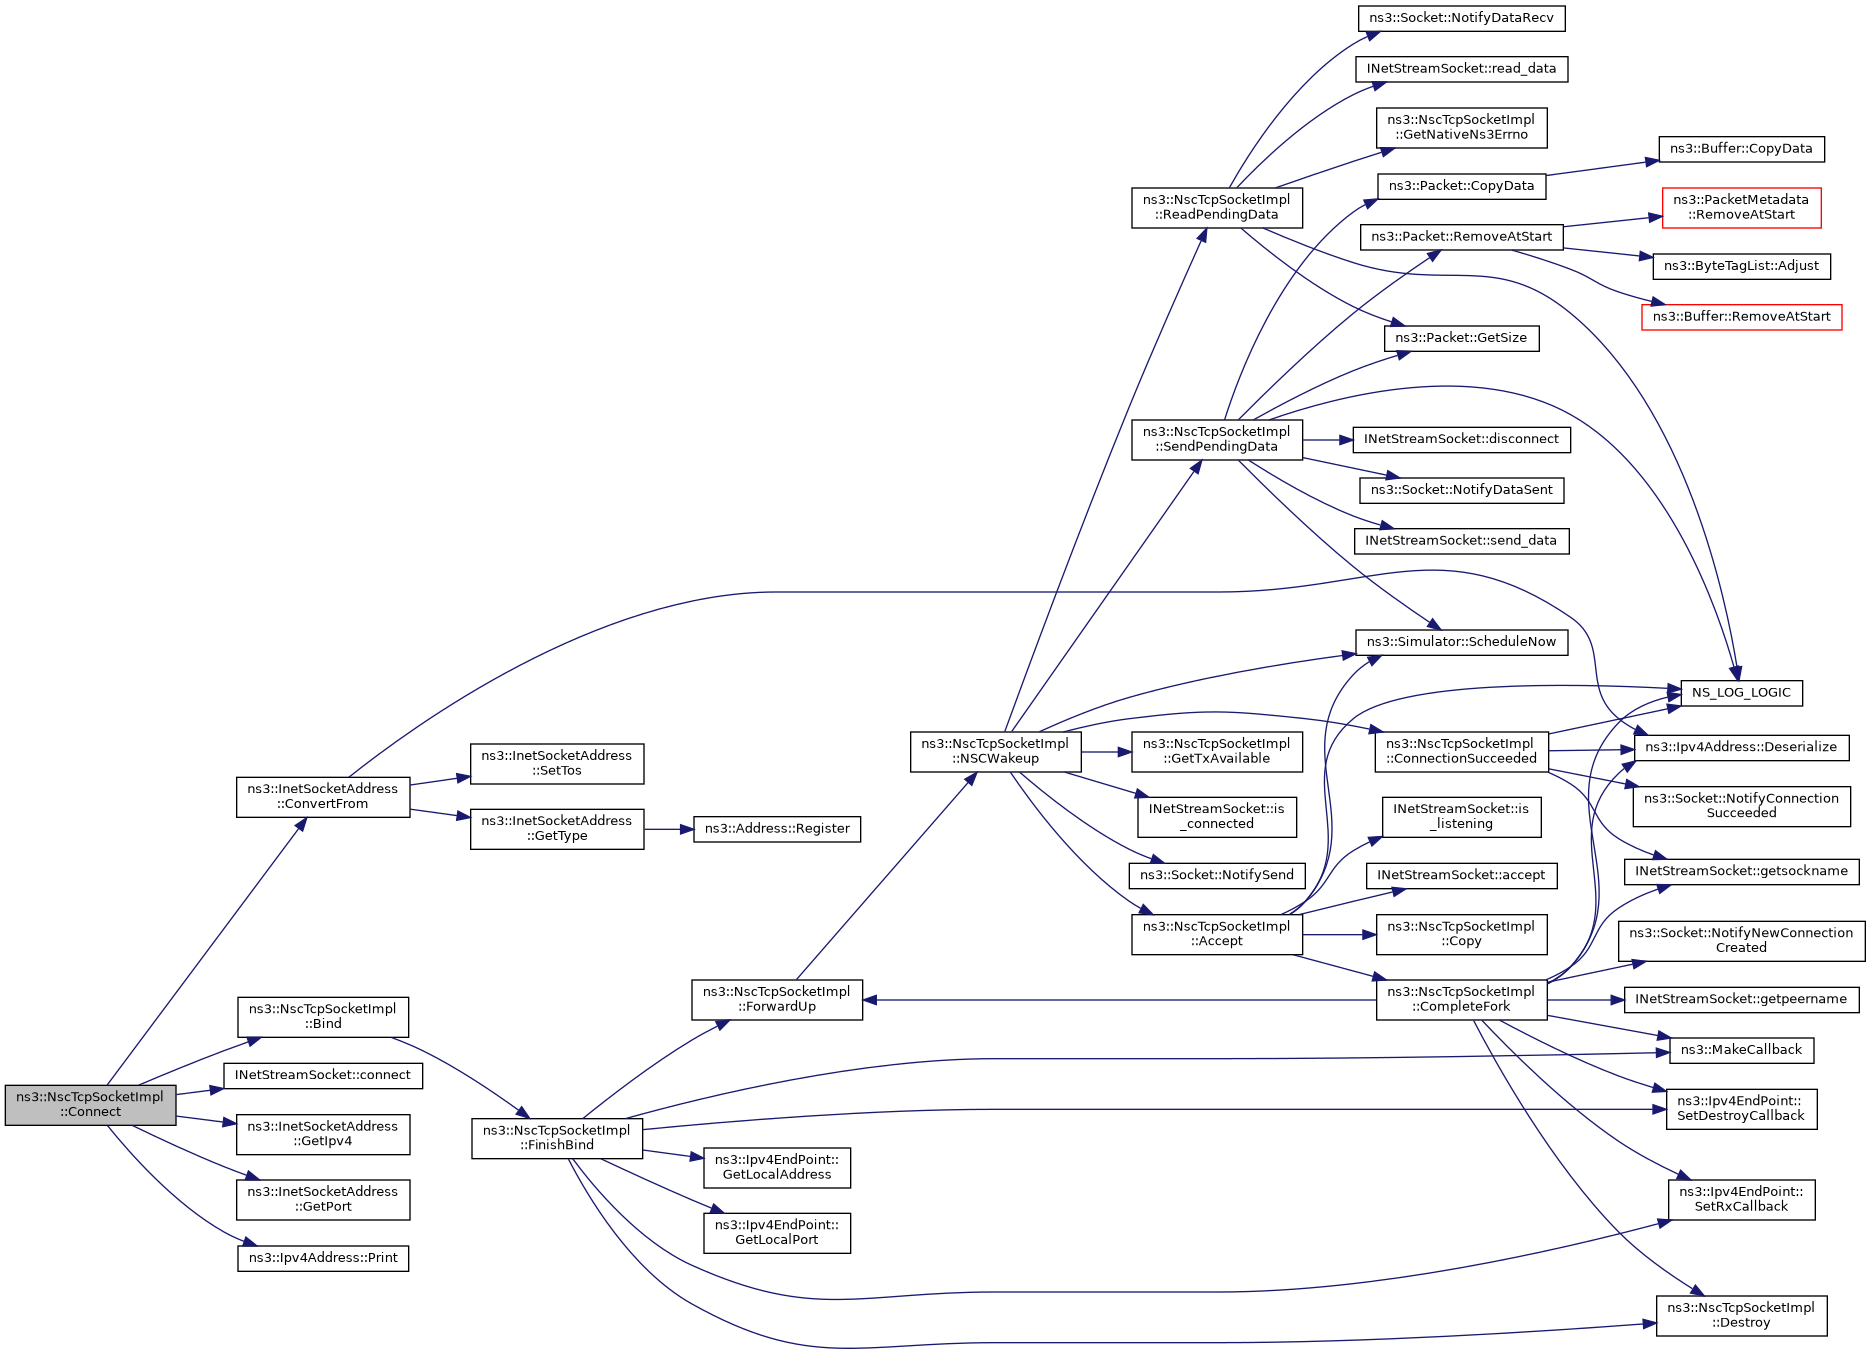 ns3::NscTcpSocketImpl
::Connect
ns3::InetSocketAddress
::ConvertFrom
ns3::NscTcpSocketImpl
::Bind
INetStreamSocket::connect
ns3::InetSocketAddress
::GetIpv4
ns3::InetSocketAddress
::GetPort
ns3::Ipv4Address::Print
ns3::InetSocketAddress
::SetTos
ns3::InetSocketAddress
::GetType
ns3::Address::Register
ns3::NscTcpSocketImpl
::FinishBind
ns3::NscTcpSocketImpl
::ForwardUp
ns3::Ipv4EndPoint::
GetLocalAddress
ns3::Ipv4EndPoint::
GetLocalPort
ns3::NscTcpSocketImpl
::NSCWakeup
ns3::NscTcpSocketImpl
::ReadPendingData
ns3::NscTcpSocketImpl
::SendPendingData
ns3::NscTcpSocketImpl
::GetTxAvailable
INetStreamSocket::is
_connected
ns3::Socket::NotifySend
ns3::NscTcpSocketImpl
::Accept
ns3::Socket::NotifyDataRecv
INetStreamSocket::read_data
ns3::NscTcpSocketImpl
::GetNativeNs3Errno
ns3::Packet::CopyData
ns3::Packet::RemoveAtStart
ns3::Packet::GetSize
INetStreamSocket::disconnect
ns3::Socket::NotifyDataSent
INetStreamSocket::send_data
ns3::Simulator::ScheduleNow
ns3::NscTcpSocketImpl
::ConnectionSucceeded
INetStreamSocket::is
_listening
INetStreamSocket::accept
ns3::NscTcpSocketImpl
::Copy
ns3::NscTcpSocketImpl
::CompleteFork
ns3::Buffer::CopyData
ns3::PacketMetadata
::RemoveAtStart
ns3::ByteTagList::Adjust
ns3::Buffer::RemoveAtStart
NS_LOG_LOGIC
ns3::Ipv4Address::Deserialize
ns3::Socket::NotifyConnection
Succeeded
INetStreamSocket::getsockname
ns3::Socket::NotifyNewConnection
Created
INetStreamSocket::getpeername
ns3::MakeCallback
ns3::Ipv4EndPoint::
SetDestroyCallback
ns3::Ipv4EndPoint::
SetRxCallback
ns3::NscTcpSocketImpl
::Destroy